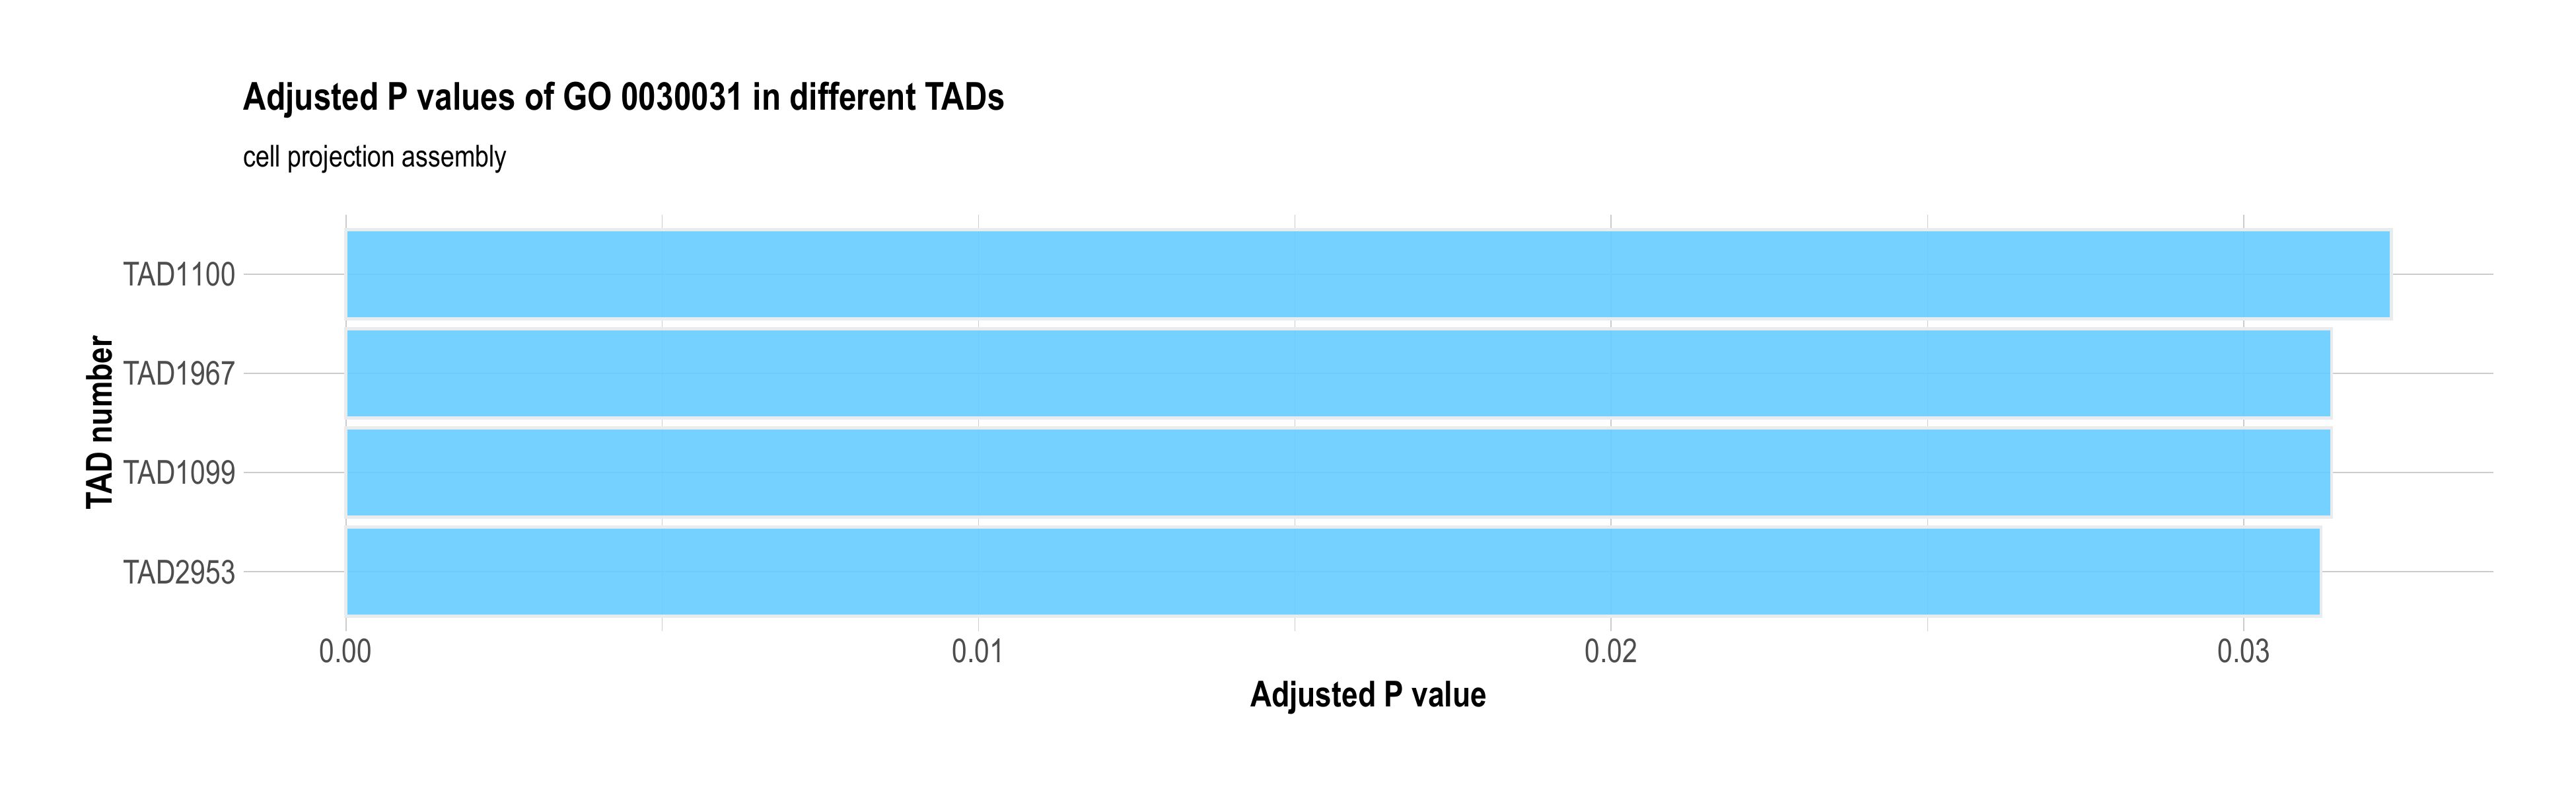 Adjusted P values of GO 0030031 in different TADs
cell projection assembly
TAD number
TAD1100
TAD1967
TAD1099
TAD2953
0.00 0.01 0.02 0.03
Adjusted P value